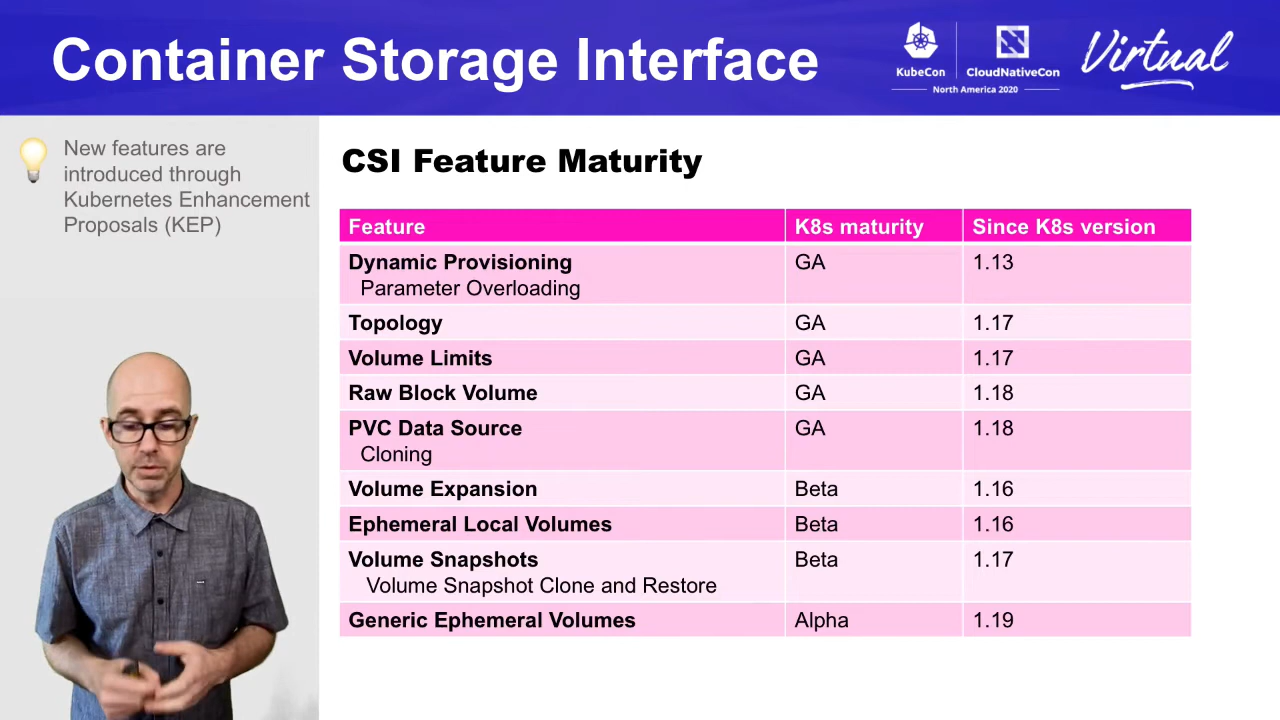 Container Storage Interface
KubeCon
CloudNativeCon
North America 2020
Virtual
New features are
introduced through
Kubernetes Enhancement
Proposals (KEP)
CSI Feature Maturity
Feature K8s maturity Since K8s version
Dynamic Provisioning GA 1.13
Parameter Overloading
Topology GA 1.17
Volume Limits GA 1.17
Raw Block Volume GA 1.18
PVC Data Source GA 1.18
Cloning
Volume Expansion Beta 1.16
Ephemeral Local Volumes Beta 1.16
Volume Snapshots Beta 1.17
Volume Snapshot Clone and Restore
Generic Ephemeral Volumes Alpha 1.19